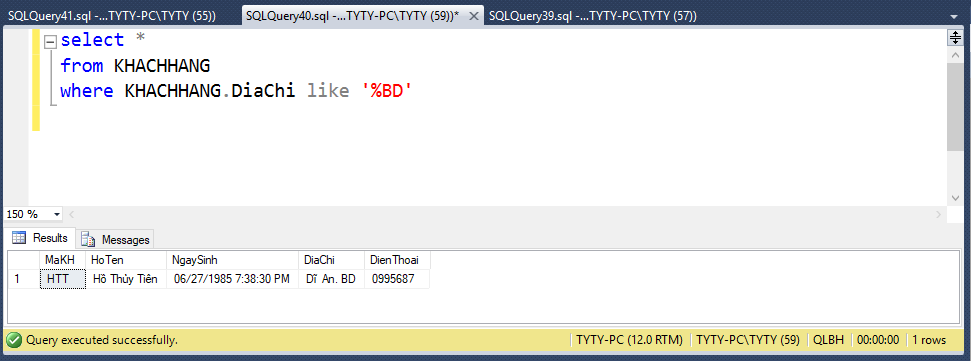 SQLQuery41.sql -...TYTY-PC\TYTY (55)) SQLQuery40.sql -...TYTY-PC\TYTY (59))* SQLQuery39.sql -...TYTY-PC\TYTY (57))
select *
from KHACHHANG
where KHACHHANG.DiaChi like '%BD'
150 %
Results Messages
MaKH HoTen NgaySinh DiaChi DienThoai
1 HTT Hồ Thủy Tiên 06/27/1985 7:38:30 PM Dĩ An. BD 0995687
Query executed successfully. TYTY-PC (12.0 RTM) TYTY-PC\TYTY (59) QLBH 00:00:00 1 rows